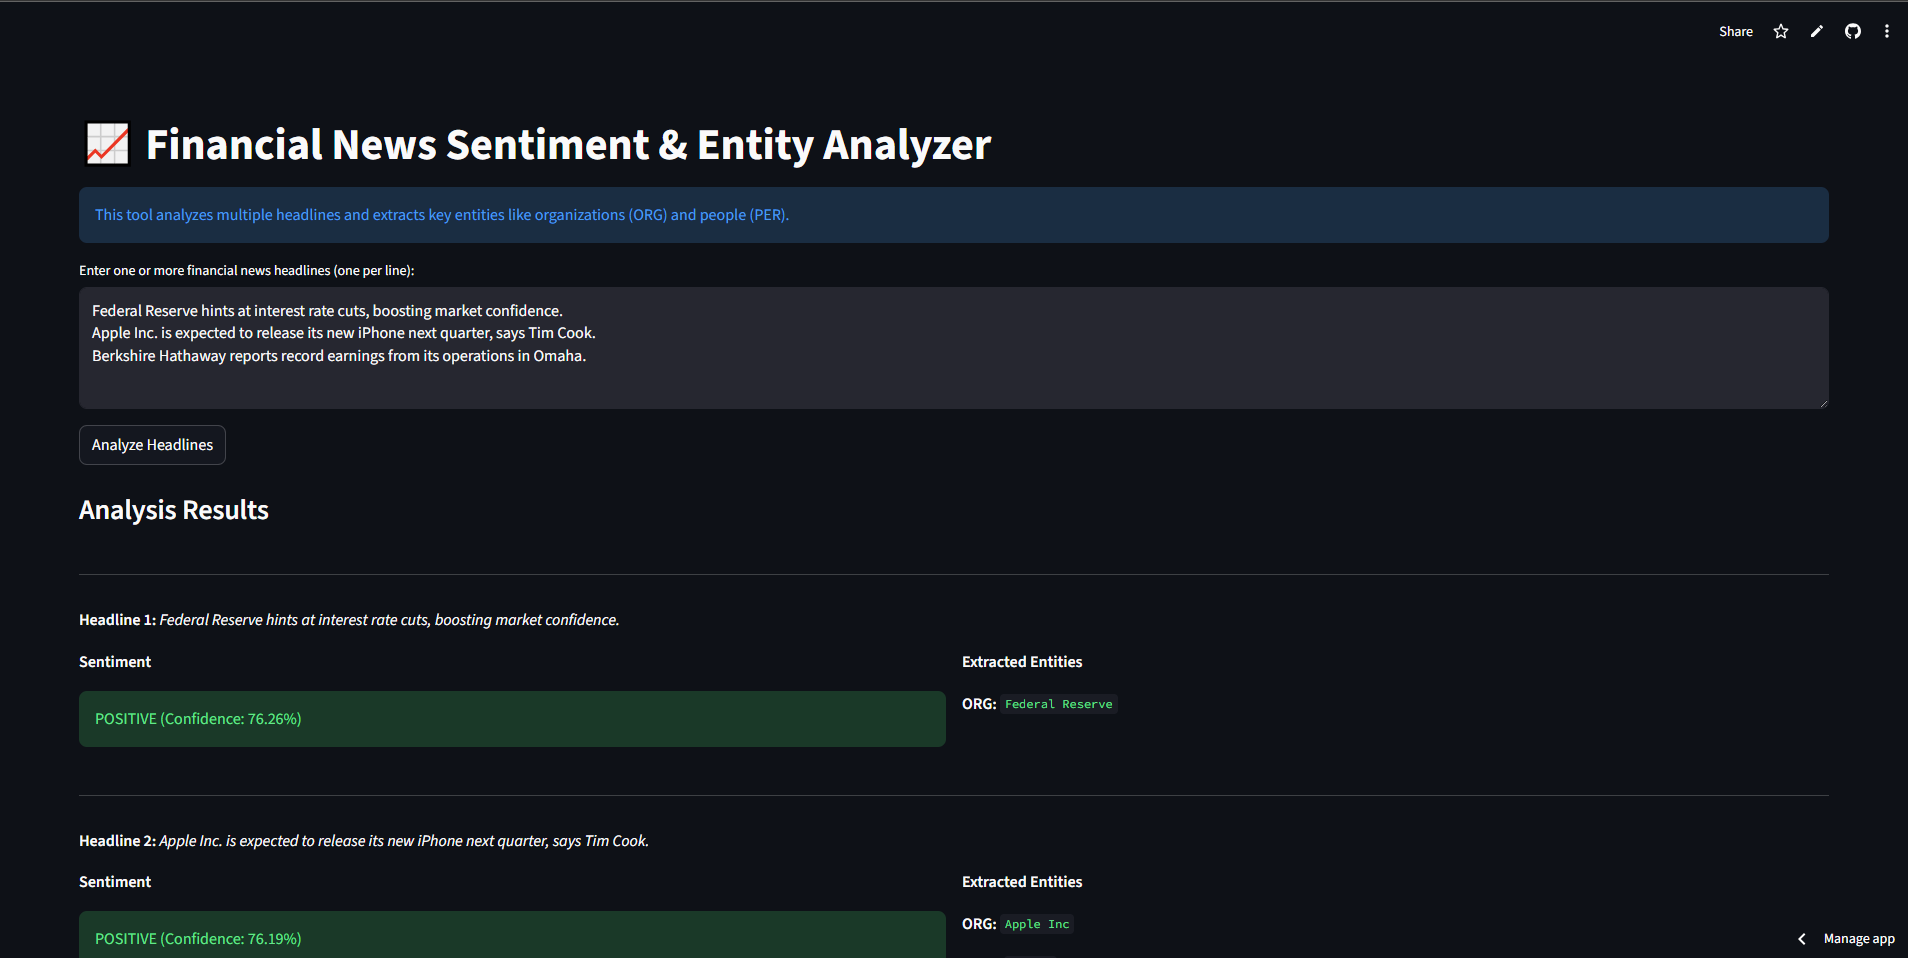 Share
Financial News Sentiment & Entity Analyzer
This tool analyzes multiple headlines and extracts key entities like organizations (ORG) and people (PER).
Enter one or more financial news headlines (one per line):
Federal Reserve hints at interest rate cuts, boosting market confidence.
Apple Inc. is expected to release its new iPhone next quarter, says Tim Cook.
Berkshire Hathaway reports record earnings from its operations in Omaha.
Analyze Headlines
Analysis Results
Headline 1: Federal Reserve hints at interest rate cuts, boosting market confidence.
Sentiment
POSITIVE (Confidence: 76.26%)
Extracted Entities
ORG: Federal Reserve
Headline 2: Apple Inc. is expected to release its new iPhone next quarter, says Tim Cook.
Sentiment
POSITIVE (Confidence: 76.19%)
Extracted Entities
ORG: Apple Inc
Manage app